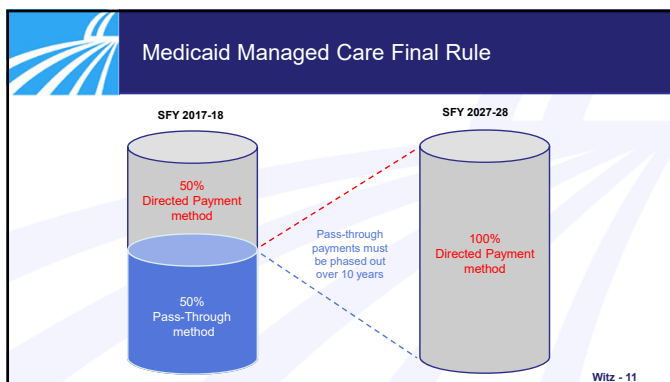 Medicaid Managed Care Final Rule
SFY 2017-18
SFY 2027-28
50%
Directed Payment
method
Pass-through
payments must
be phased out
over 10 years
100%
Directed Payment
method
50%
Pass-Through
method
Witz - 11